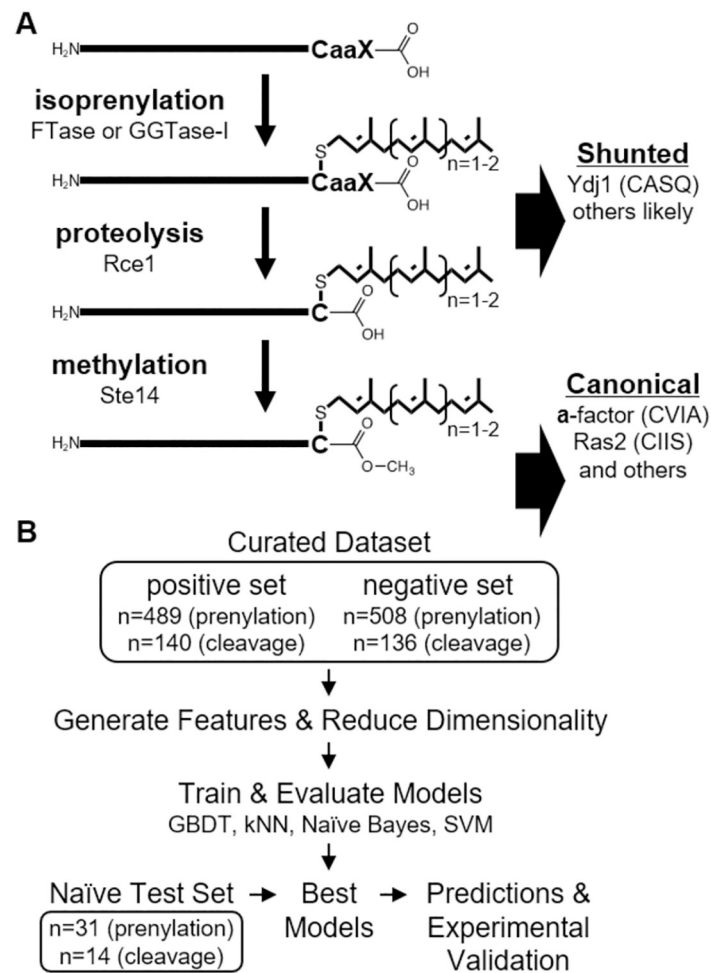 A
H₂N
CaaX
O
OH
isoprenylation
FTase or GGTase-I
S
n=1-2
H₂N
CaaX
O
OH
Shunted
Ydj1 (CASQ)
others likely
proteolysis
Rce1
S
n=1-2
H₂N
C
O
OH
methylation
Ste14
S
n=1-2
H₂N
C
O
O-CH₃
Canonical
a-factor (CVIA)
Ras2 (CIIS)
and others
B
Curated Dataset
positive set negative set
n=489 (prenylation) n=508 (prenylation)
n=140 (cleavage) n=136 (cleavage)
Generate Features & Reduce Dimensionality
Train & Evaluate Models
GBDT, kNN, Naïve Bayes, SVM
Naïve Test Set
n=31 (prenylation)
n=14 (cleavage)
Best
Models
Predictions &
Experimental
Validation